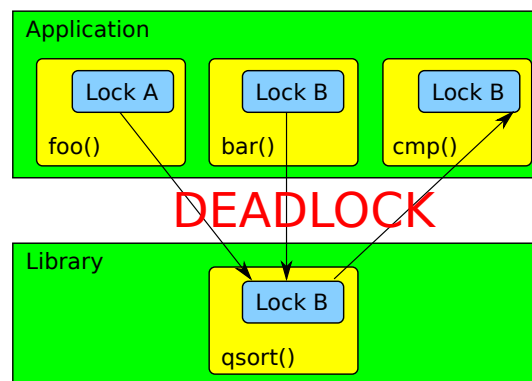 Application
Lock A
Lock B
Lock B
foo()
bar()
cmp()
DEADLOCK
Library
Lock B
qsort()